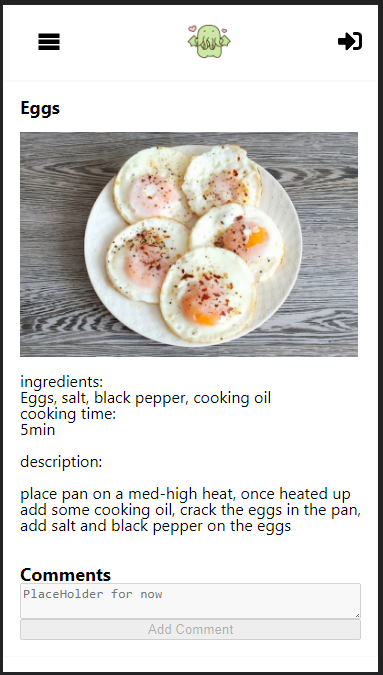 Eggs
ingredients:
Eggs, salt, black pepper, cooking oil
cooking time:
5min
description:
place pan on a med-high heat, once heated up
add some cooking oil, crack the eggs in the pan,
add salt and black pepper on the eggs
Comments
PlaceHolder for now
Add Comment